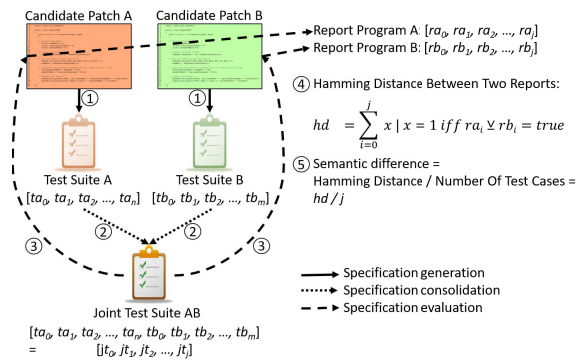 Candidate Patch A
Candidate Patch B
Report Program A: [ra0, ra1, ra2, ..., raj]
Report Program B: [rb0, rb1, rb2, ..., rbj]
1
1
4 Hamming Distance Between Two Reports:
hd = ∑ j i=0 x | x = 1 iff rai ⊻ rbi = true
5 Semantic difference =
Hamming Distance / Number Of Test Cases =
hd / j
Test Suite A
Test Suite B
[ta0, ta1, ta2, ..., tan]
[tb0, tb1, tb2, ..., tbm]
2
2
3
3
Joint Test Suite AB
[ta0, ta1, ta2, ..., tan, tb0, tb1, tb2, ..., tbm]
= [jt0, jt1, jt2, ..., jtj]
Specification generation
Specification consolidation
Specification evaluation